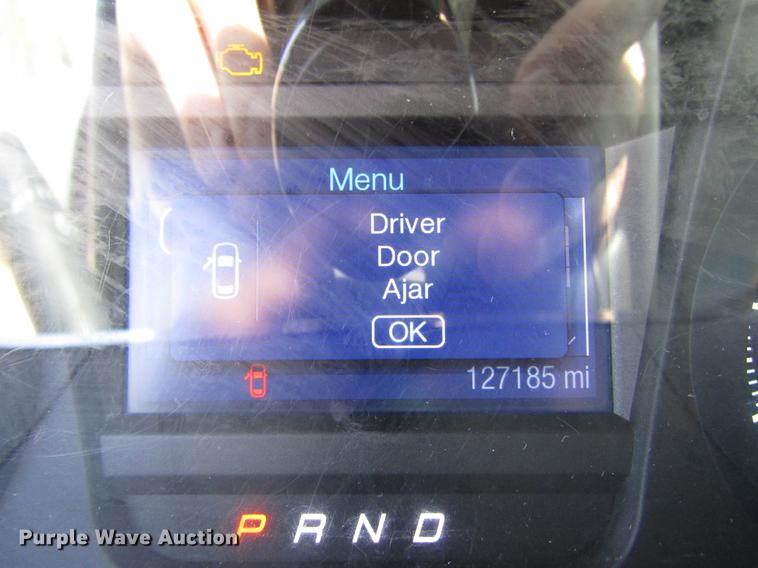 Menu
Driver
Door
Ajar
OK
127185 mi
P R N D
Purple Wave Auction